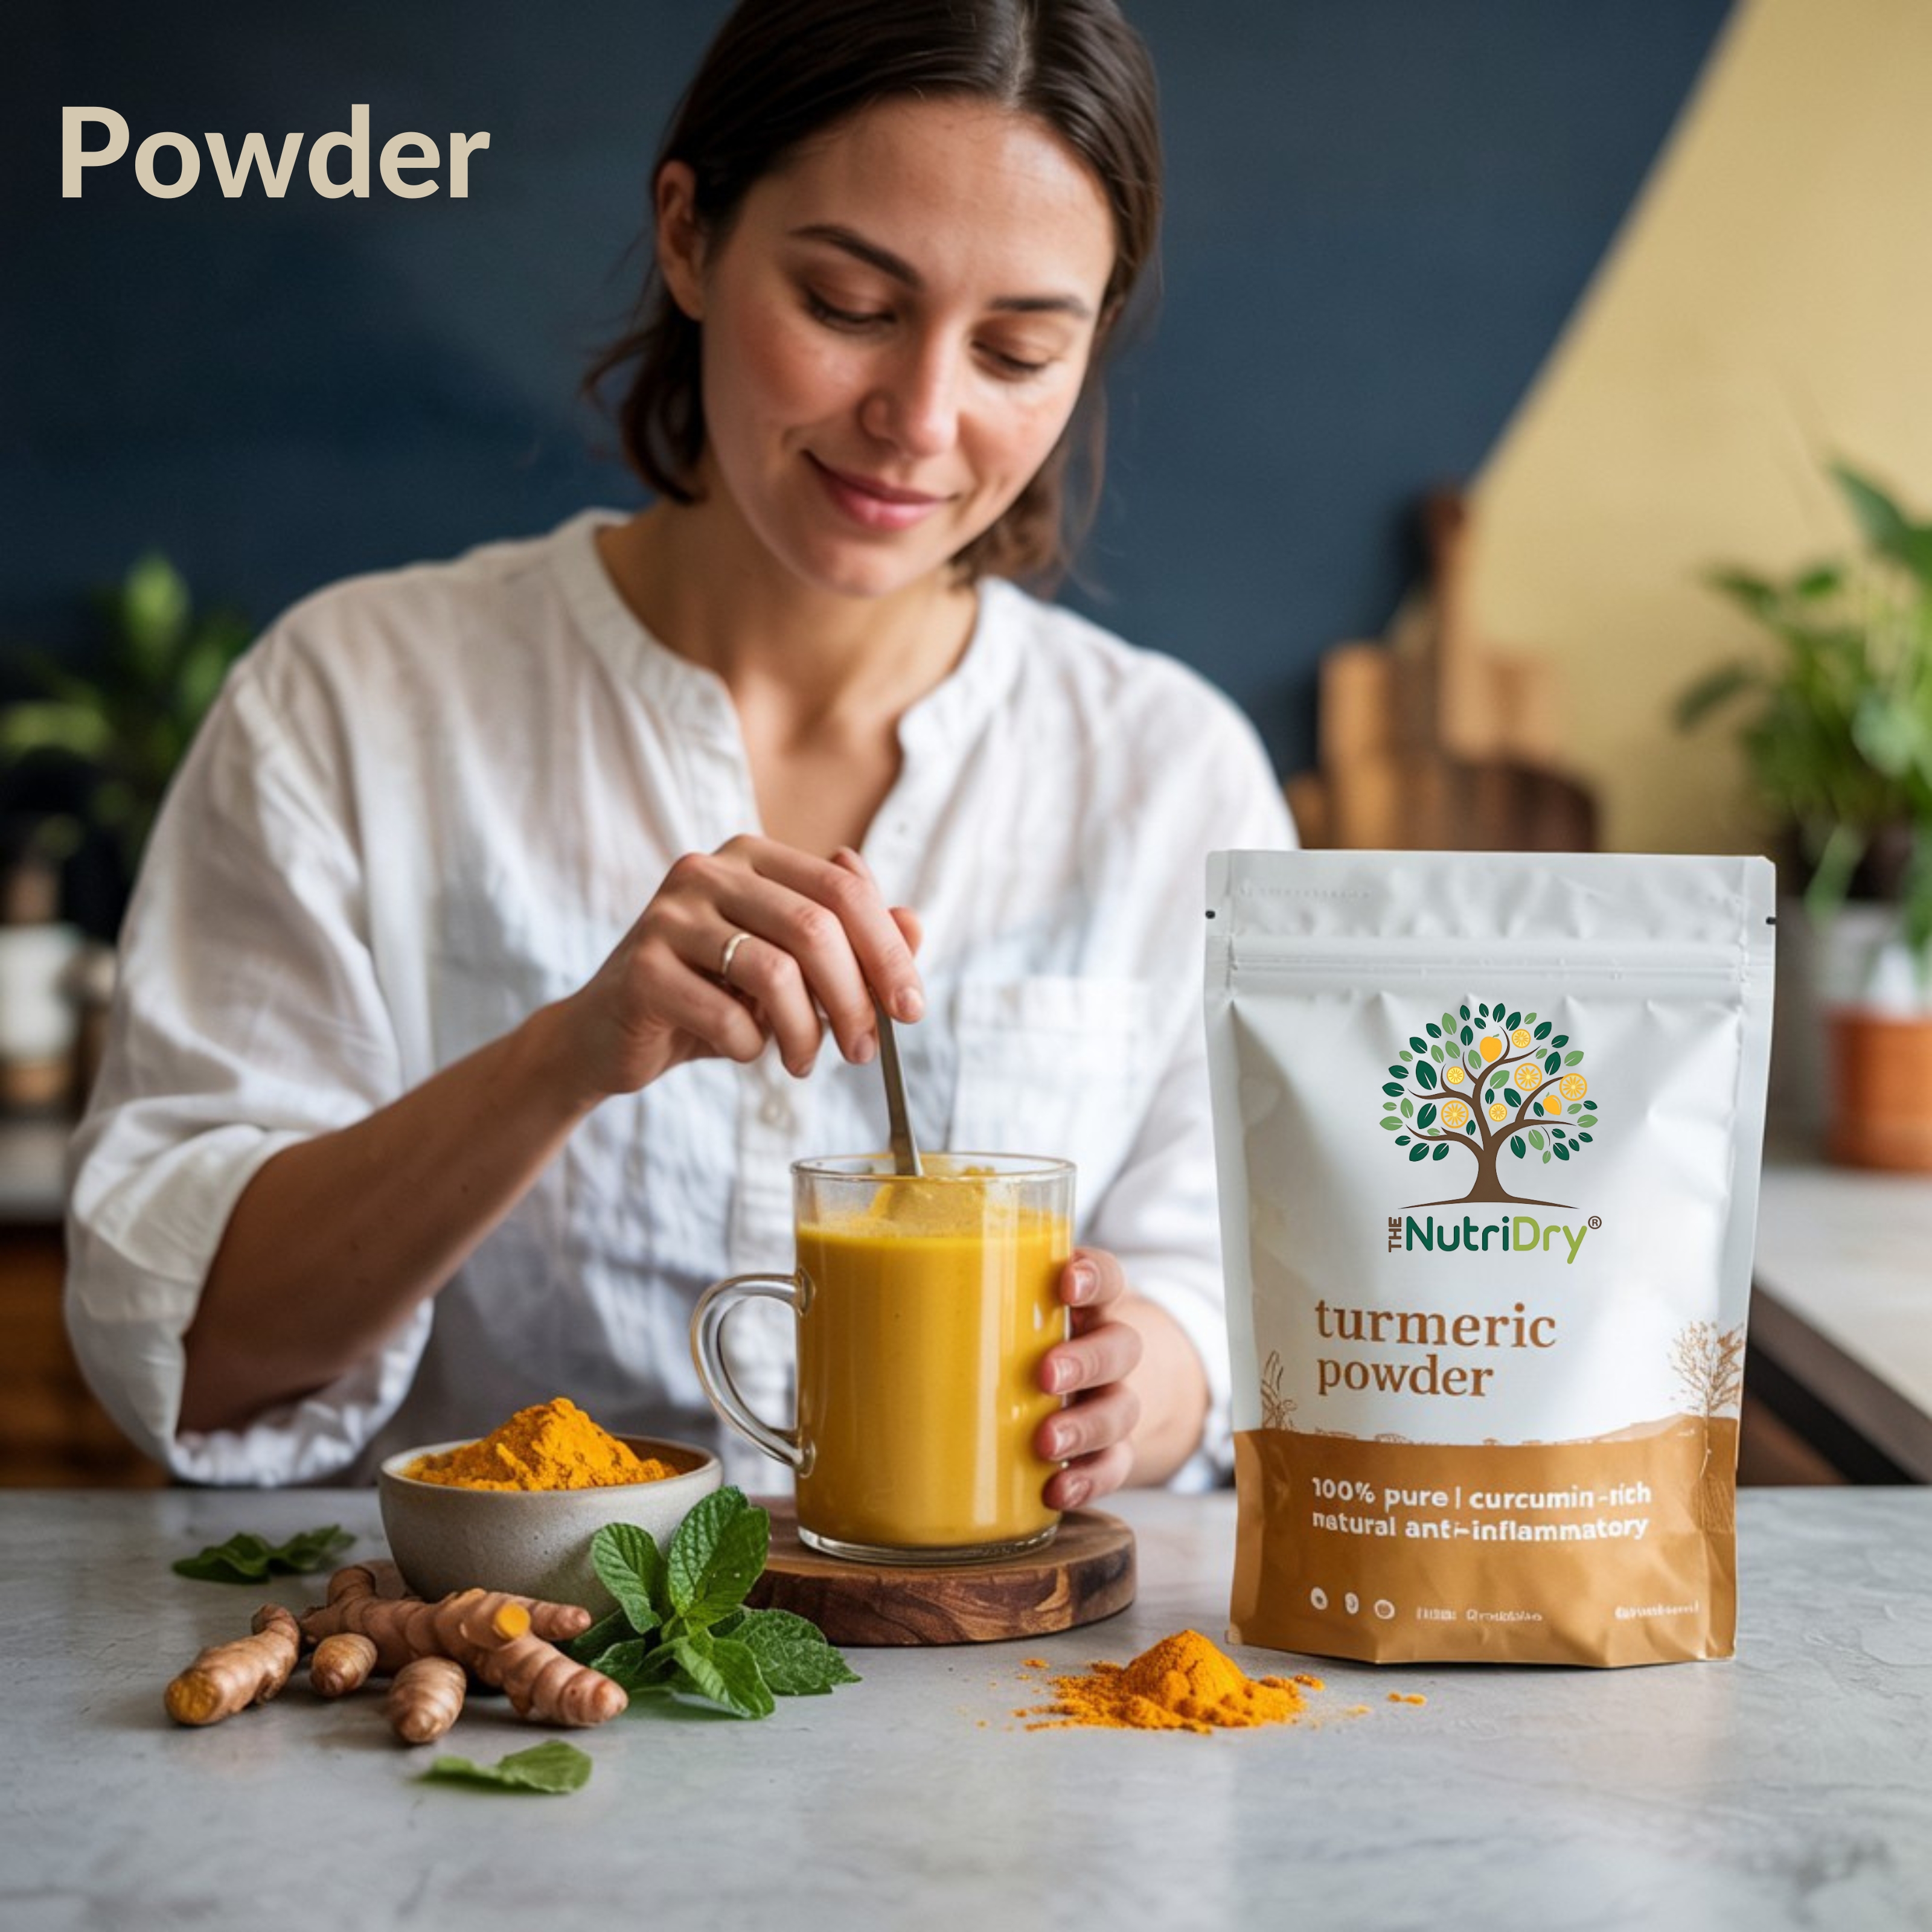 Powder
THE NutriDry®
turmeric
powder
100% pure | curcumin-rich
natural anti-inflammatory